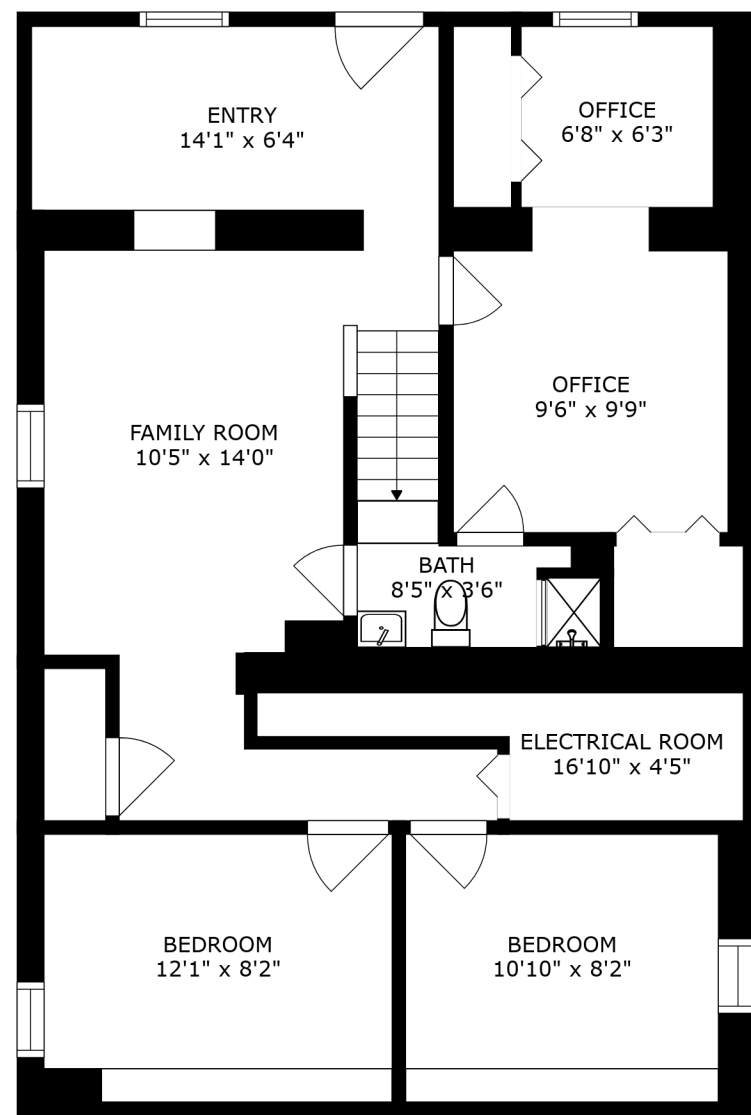 ENTRY
14'1" x 6'4"
OFFICE
6'8" x 6'3"
OFFICE
9'6" x 9'9"
FAMILY ROOM
10'5" x 14'0"
BATH
8'5" x 3'6"
ELECTRICAL ROOM
16'10" x 4'5"
BEDROOM
12'1" x 8'2"
BEDROOM
10'10" x 8'2"